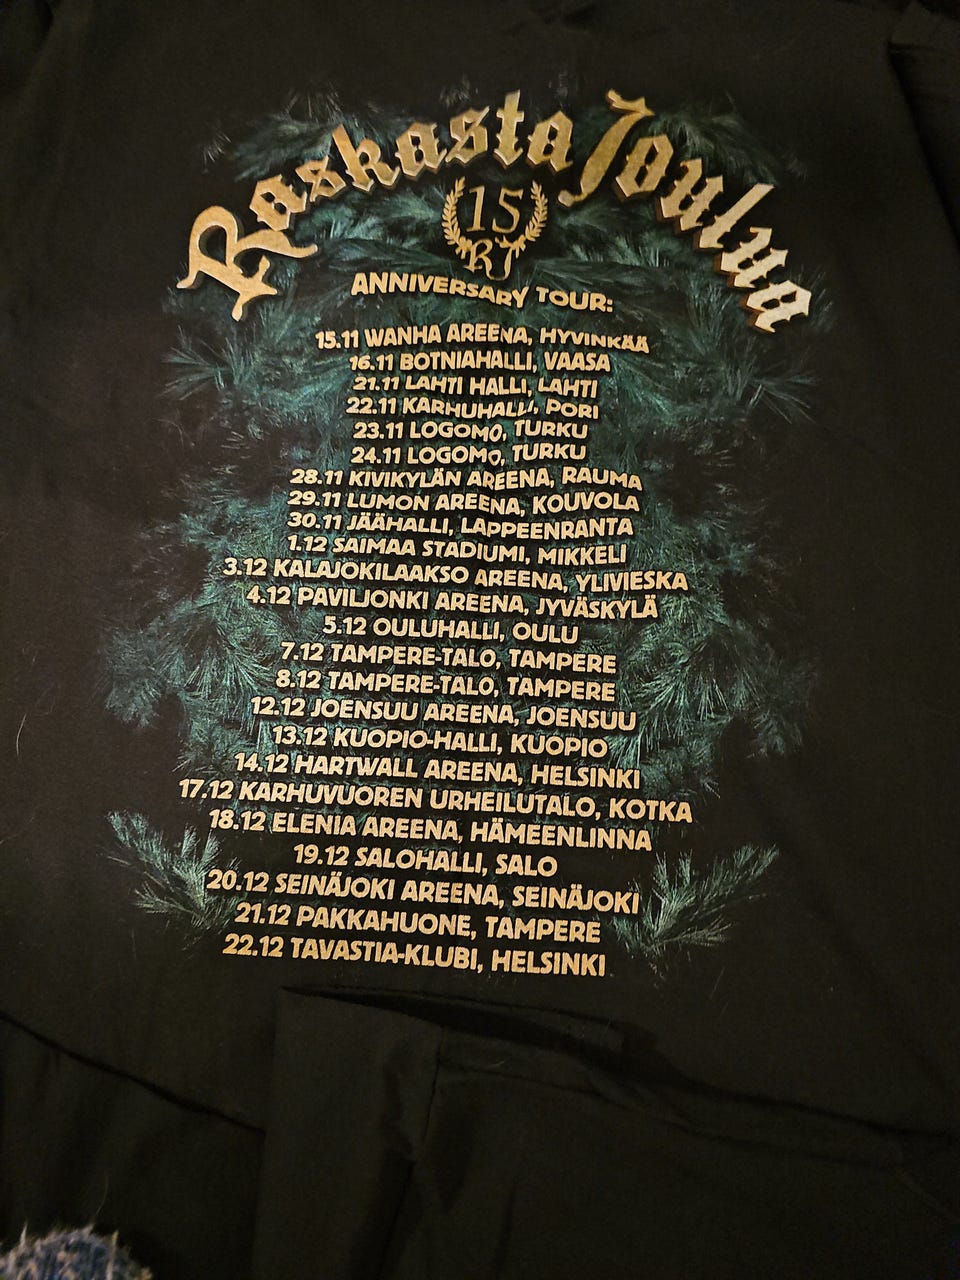 Raskasta Joulua
15
RJ
ANNIVERSARY TOUR:
15.11 WANHA AREENA, HYVINKÄÄ
16.11 BOTNIAHALLI, VAASA
21.11 LAHTI HALLI, LAHTI
22.11 KARHUHALLI, PORI
23.11 LOGOMO, TURKU
24.11 LOGOMO, TURKU
28.11 KIVIKYLÄN AREENA, RAUMA
29.11 LUMON AREENA, KOUVOLA
30.11 JÄÄHALLI, LAPPEENRANTA
1.12 SAIMAA STADIUMI, MIKKELI
3.12 KALAJOKILAAKSO AREENA, YLIVIESKA
4.12 PAVILJONKI AREENA, JYVÄSKYLÄ
5.12 OULUHALLI, OULU
7.12 TAMPERE-TALO, TAMPERE
8.12 TAMPERE-TALO, TAMPERE
12.12 JOENSUU AREENA, JOENSUU
13.12 KUOPIO-HALLI, KUOPIO
14.12 HARTWALL AREENA, HELSINKI
17.12 KARHUVUOREN URHEILUTALO, KOTKA
18.12 ELENIA AREENA, HÄMEENLINNA
19.12 SALOHALLI, SALO
20.12 SEINÄJOKI AREENA, SEINÄJOKI
21.12 PAKKAHUONE, TAMPERE
22.12 TAVASTIA-KLUBI, HELSINKI